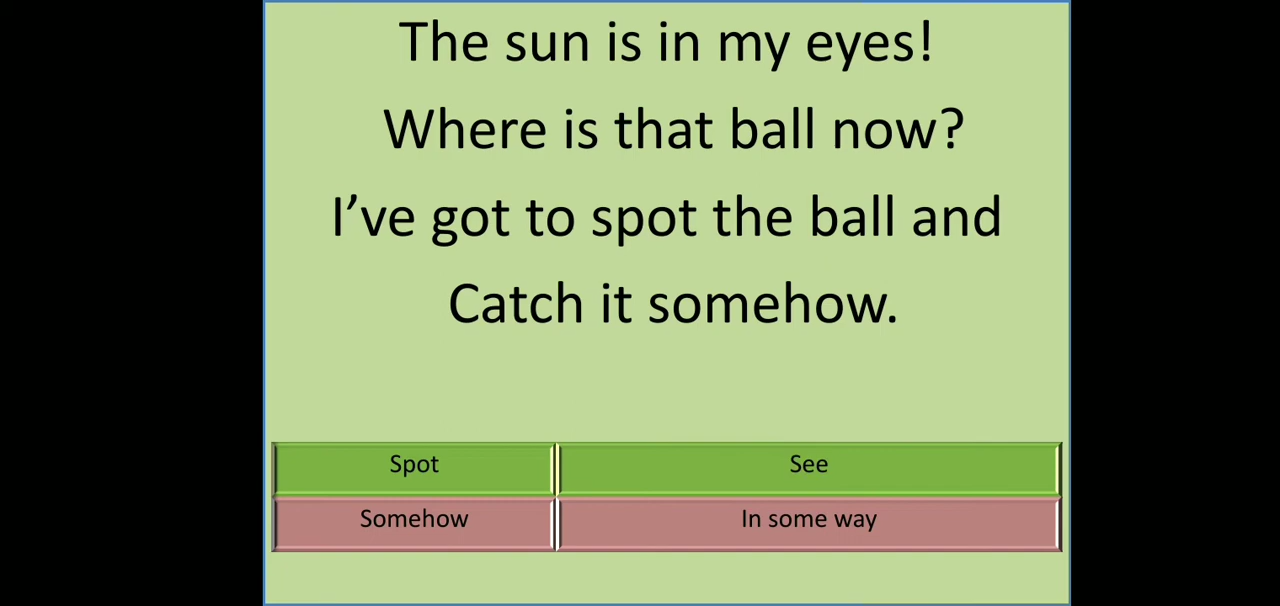 The sun is in my eyes!
Where is that ball now?
I’ve got to spot the ball and
Catch it somehow.
Spot See
Somehow In some way